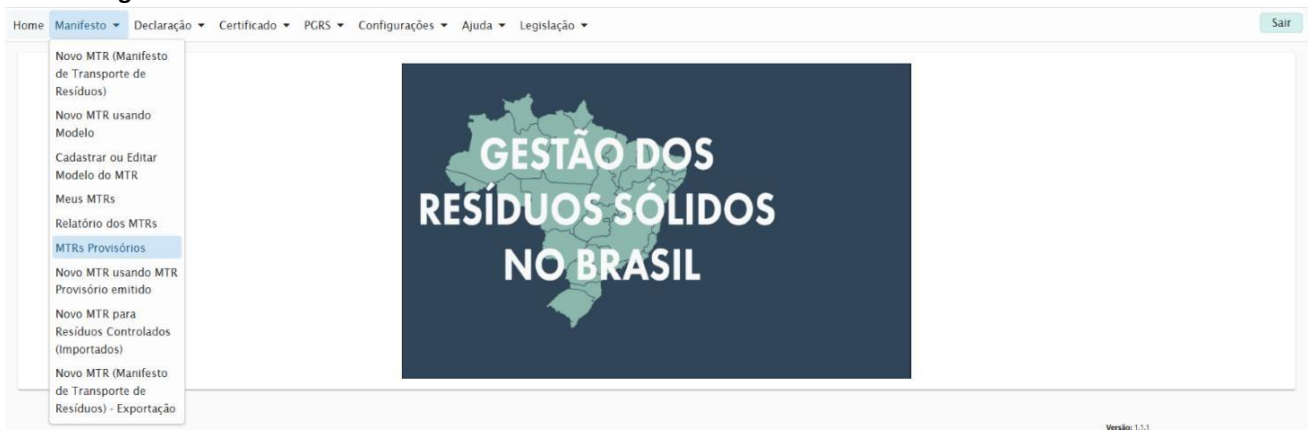 Home Manifesto Declaração Certificado PGRS Configurações Ajuda Legislação Sair
Novo MTR (Manifesto
de Transporte de
Resíduos)
Novo MTR usando
Modelo
Cadastrar ou Editar
Modelo do MTR
Meus MTRs
Relatório dos MTRs
MTRs Provisórios
Novo MTR usando MTR
Provisório emitido
Novo MTR para
Resíduos Controlados
(Importados)
Novo MTR (Manifesto
de Transporte de
Resíduos) - Exportação
GESTÃO DOS
RESÍDUOS SÓLIDOS
NO BRASIL
Versão: 1.1.1